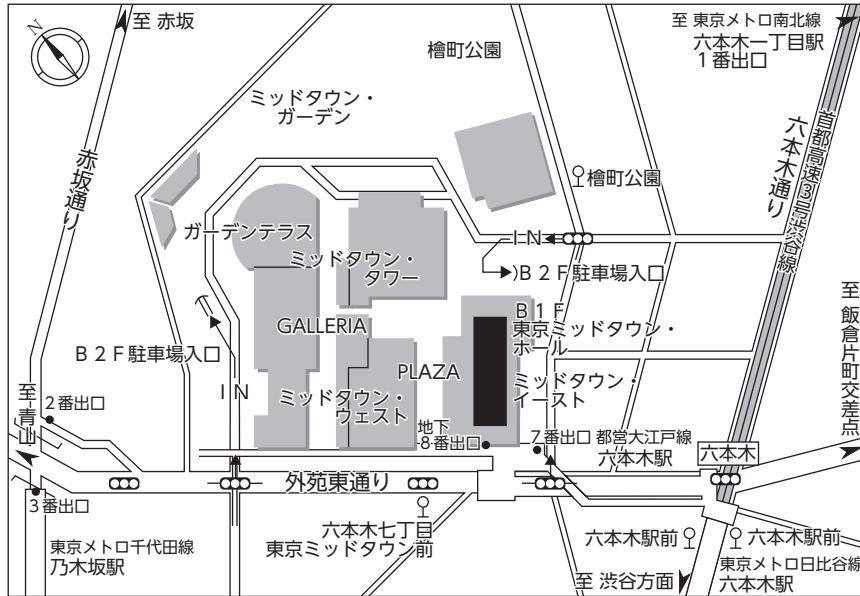 N
至 赤坂
檜町公園
至 東京メトロ南北線
六本木一丁目駅
1番出口
ミッドタウン・
ガーデン
赤坂通り
首都高速3号渋谷線
六本木通り
檜町公園
ガーデンテラス
ミッドタウン・
タワー
IN
B2F駐車場入口
至 飯倉片町交差点
GALLERIA
B1F
東京ミッドタウン・
ホール
B2F駐車場入口
PLAZA
ミッドタウン・
イースト
IN
ミッドタウン・
ウェスト
至 青山
2番出口
地下
8番出口
7番出口 都営大江戸線
六本木駅
六本木
外苑東通り
3番出口
六本木七丁目
東京ミッドタウン前
六本木駅前
六本木駅前
東京メトロ千代田線
乃木坂駅
至 渋谷方面
東京メトロ日比谷線
六本木駅